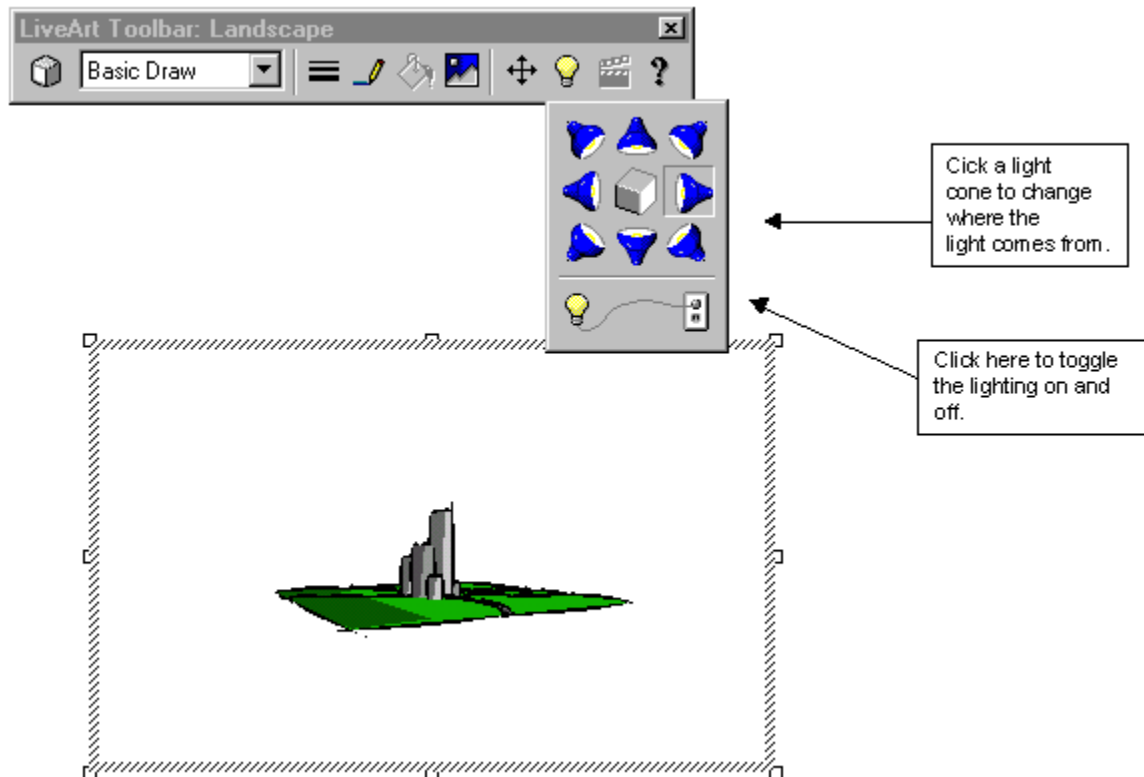 LiveArt Toolbar: Landscape
Basic Draw
Cick a light
cone to change
where the
light comes from.
Click here to toggle
the lighting on and
off.